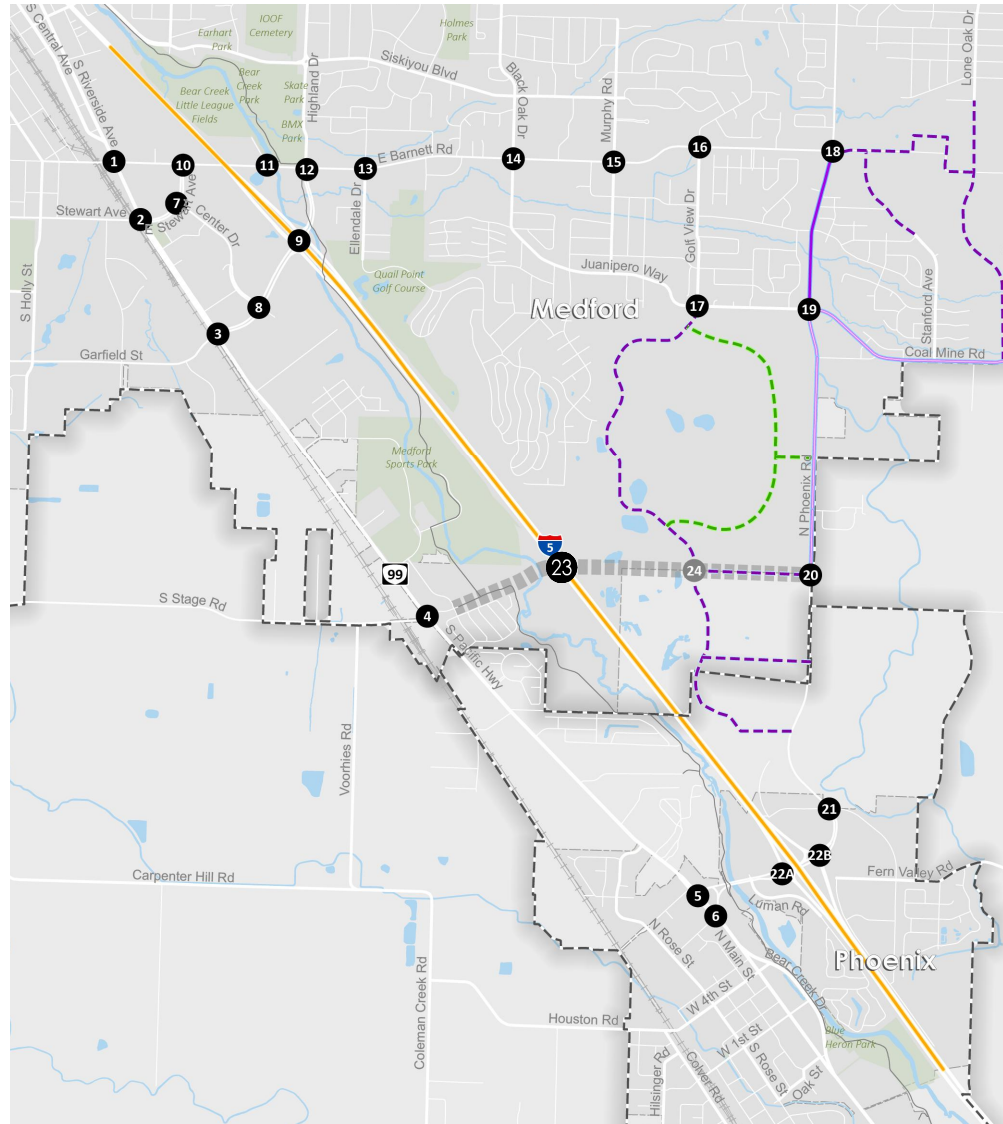 S Central Ave
S Riverside Ave
Earhart
Park
IOOF
Cemetery
Highland Dr
Holmes
Park
Siskiyou Blvd
Lone Oak Dr
Bear
Creek
Park
Skate
Park
BMX
Park
Bear Creek
Little League
Fields
Black Oak Dr
Murphy Rd
1
10
11
12
13
E Barnett Rd
14
15
16
18
Stewart Ave
2
7
Stewart Ave
Center Dr
9
Ellendale Dr
Golf View Dr
S Holly St
Quail Point
Golf Course
Juanipero Way
Medford
8
3
17
19
Stanford Ave
Garfield St
Coal Mine Rd
Medford
Sports Park
N Phoenix Rd
5
99
23
24
20
S Stage Rd
4
S Pacific Hwy
Voorhies Rd
21
22B
22A
Fern Valley Rd
Carpenter Hill Rd
5
6
Luman Rd
N Rose St
N Main St
Bear Creek Dr
Phoenix
Coleman Creek Rd
W 4th St
Houston Rd
W 1st St
S Rose St
Oak St
Blue
Heron Park
Hilsinger Rd
Colver Rd